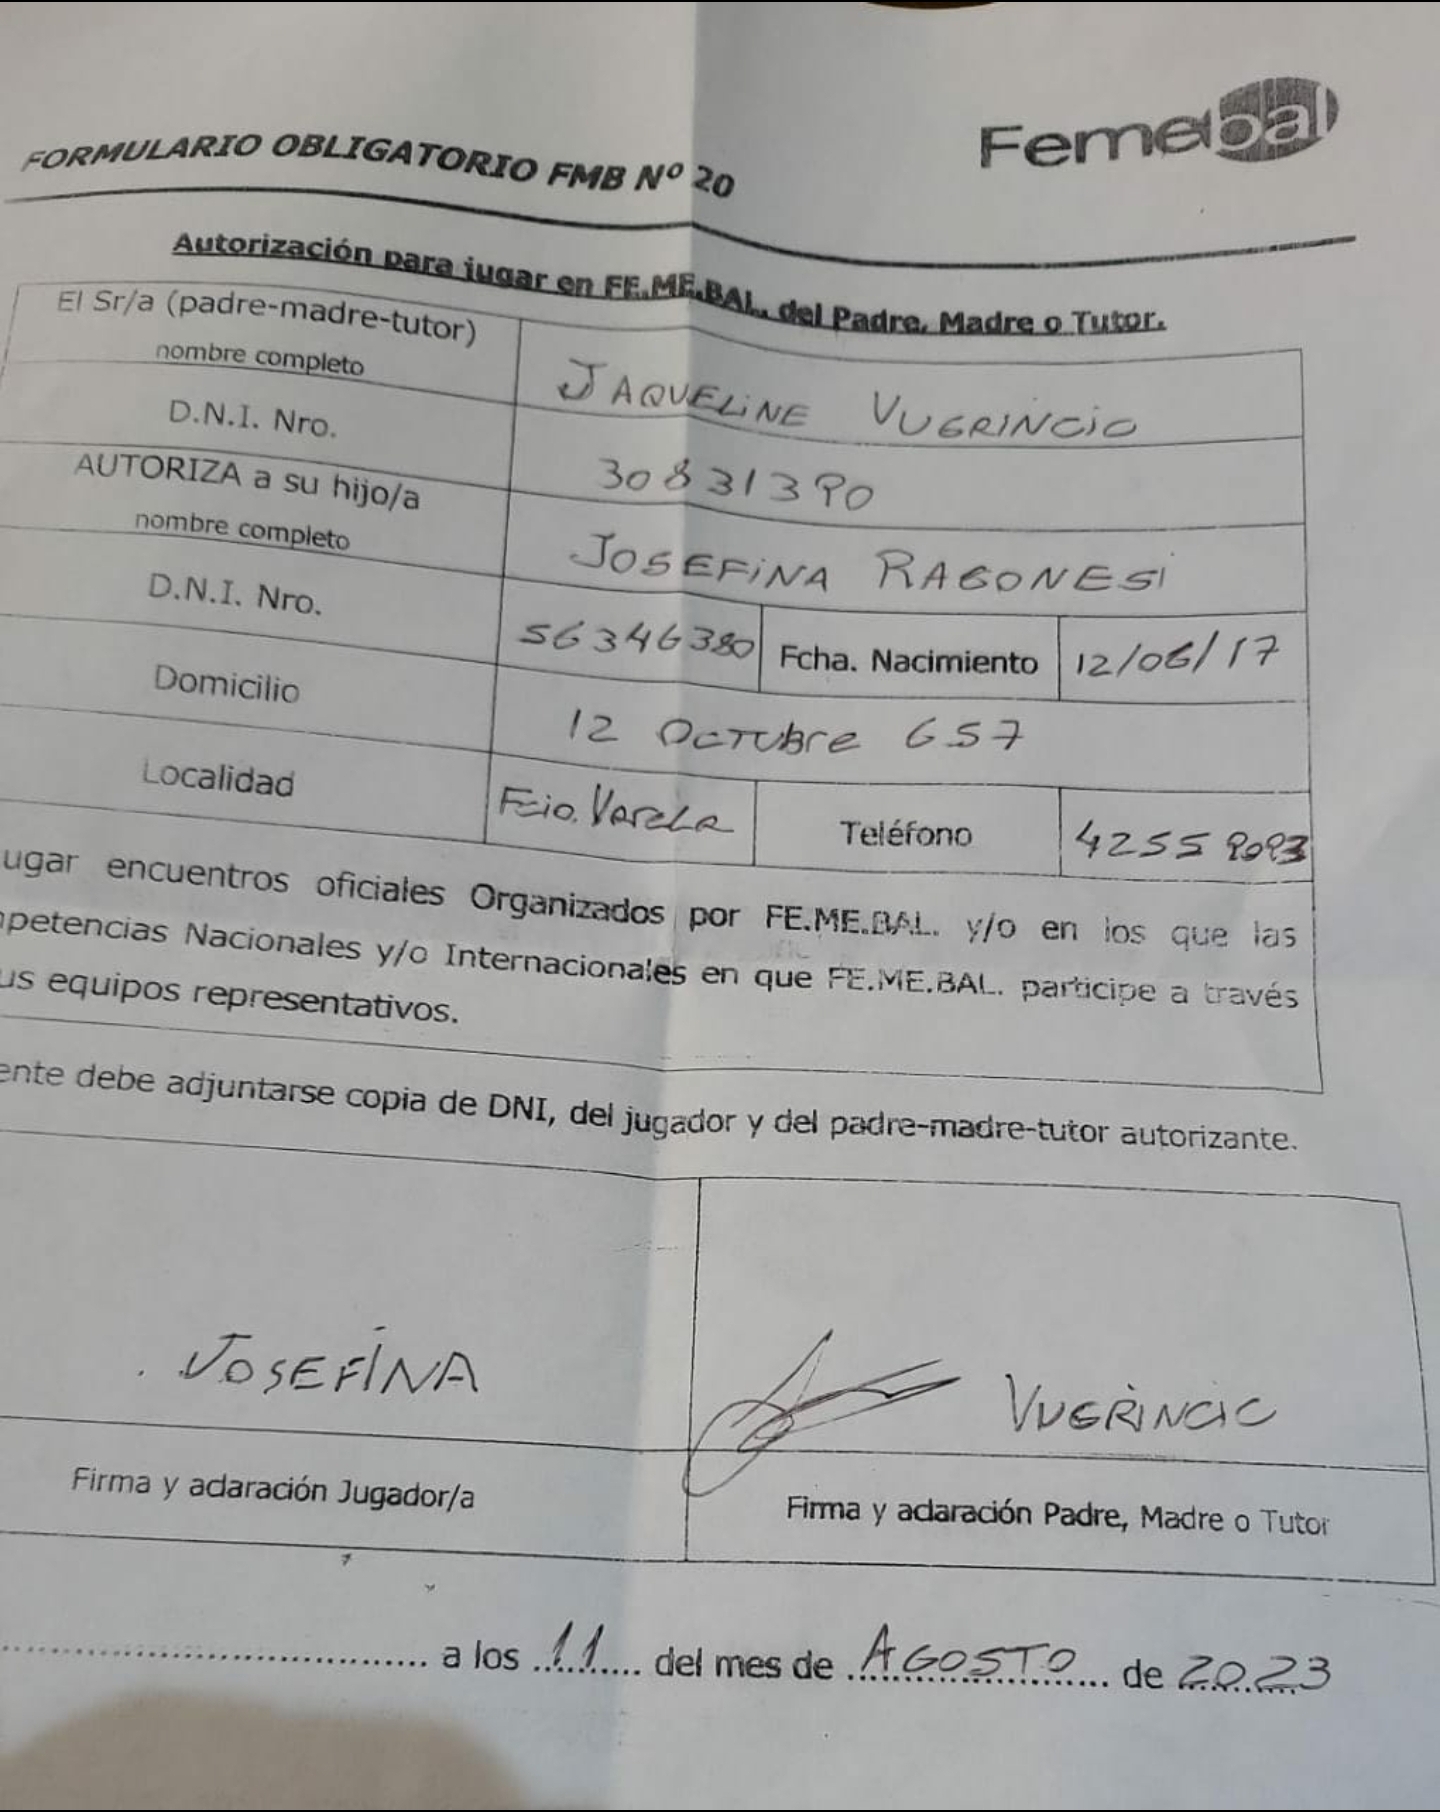 Femebal
FORMULARIO OBLIGATORIO FMB Nº 20
Autorización para jugar en FE.ME.BAL. del Padre, Madre o Tutor.
El Sr/a (padre-madre-tutor)
nombre completo
JAQUELINE VUGRINCIC
D.N.I. Nro.
30831390
AUTORIZA a su hijo/a
nombre completo
JOSEFINA RAGONESI
D.N.I. Nro.
56346380
Fcha. Nacimiento
12/06/17
Domicilio
12 OCTUBRE 657
Localidad
Fcio. Varela
Teléfono
4255 9093
ugar encuentros oficiales Organizados por FE.ME.BAL. y/o en los que las
mpetencias Nacionales y/o Internacionales en que FE.ME.BAL. participe a través
us equipos representativos.
ente debe adjuntarse copia de DNI, del jugador y del padre-madre-tutor autorizante.
JOSEFINA
VUGRINCIC
Firma y aclaración Jugador/a
Firma y aclaración Padre, Madre o Tutor
a los 11 del mes de AGOSTO de 2023